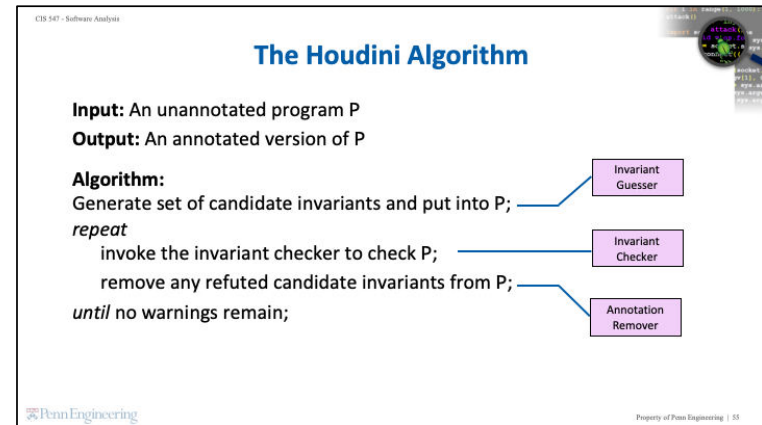 CIS 547 - Software Analysis
The Houdini Algorithm
Input: An unannotated program P
Output: An annotated version of P
Algorithm:
Generate set of candidate invariants and put into P;
Invariant
Guesser
repeat
invoke the invariant checker to check P;
Invariant
Checker
remove any refuted candidate invariants from P;
Annotation
Remover
until no warnings remain;
Penn Engineering
Property of Penn Engineering | 55